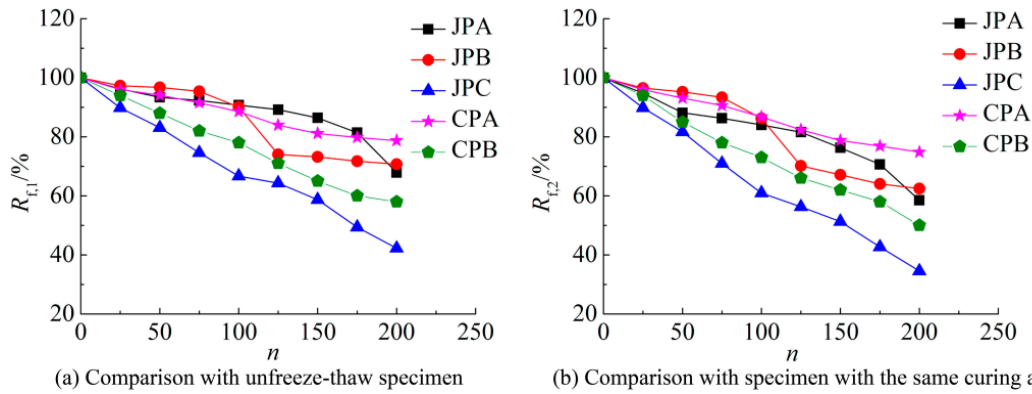 120
100
80
60
40
20
R_{f,1}/%
0 50 100 150 200 250
n
JPA
JPB
JPC
CPA
CPB
(a) Comparison with unfreeze-thaw specimen
120
100
80
60
40
20
R_{f,2}/%
0 50 100 150 200 250
n
JPA
JPB
JPC
CPA
CPB
(b) Comparison with specimen with the same curing a